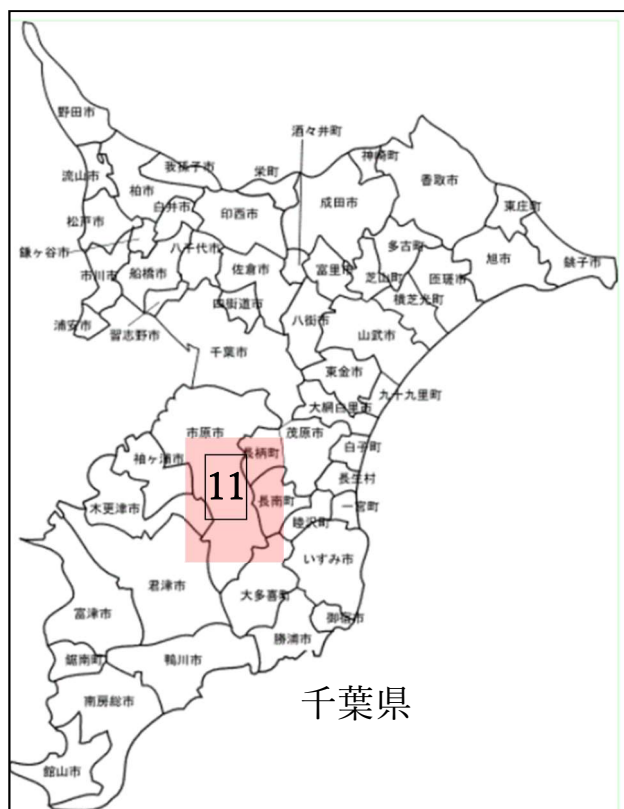 野田市
酒々井町
我孫子市
栄町
神崎町
流山市
柏市
香取市
白井市
印西市
成田市
東庄町
松戸市
鎌ヶ谷市
八千代市
多古町
旭市
銚子市
市川市
船橋市
佐倉市
富里市
芝山町
匝瑳市
四街道市
横芝光町
浦安市
習志野市
八街市
山武市
千葉市
東金市
九十九里町
大網白里市
市原市
茂原市
白子町
袖ヶ浦市
長柄町
長生村
11
木更津市
長南町
一宮町
睦沢町
いすみ市
君津市
大多喜町
富津市
御宿市
勝浦市
鋸南町
鴨川市
南房総市
千葉県
館山市